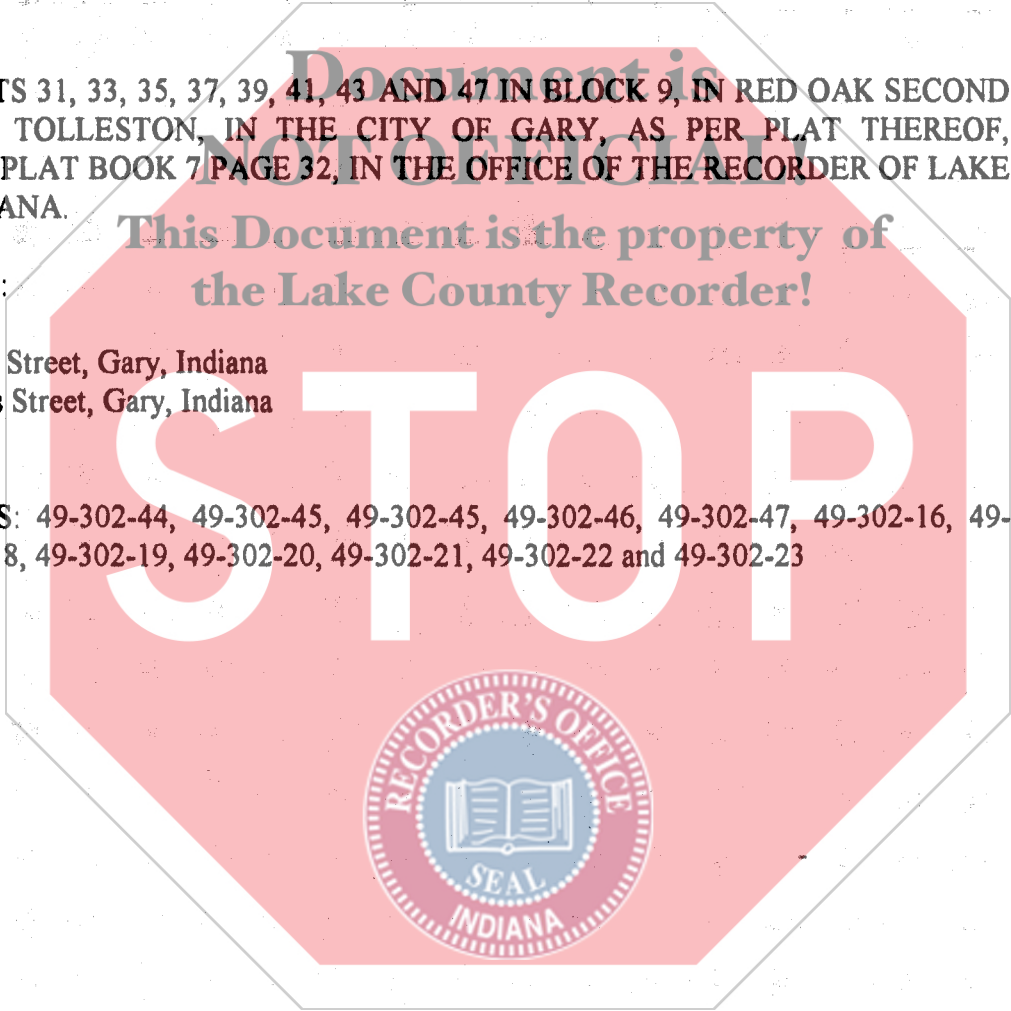 Document is
TS 31, 33, 35, 37, 39, 41, 43 AND 47 IN BLOCK 9, IN RED OAK SECOND
TOLLESTON, IN THE CITY OF GARY, AS PER PLAT THEREOF,
NOT OFFICIAL!
PLAT BOOK 7 PAGE 32, IN THE OFFICE OF THE RECORDER OF LAKE
ANA.
This Document is the property of
the Lake County Recorder!
:
Street, Gary, Indiana
s Street, Gary, Indiana
STOP
S: 49-302-44, 49-302-45, 49-302-45, 49-302-46, 49-302-47, 49-302-16, 49-
8, 49-302-19, 49-302-20, 49-302-21, 49-302-22 and 49-302-23
RECORDER'S OFFICE
SEAL
INDIANA